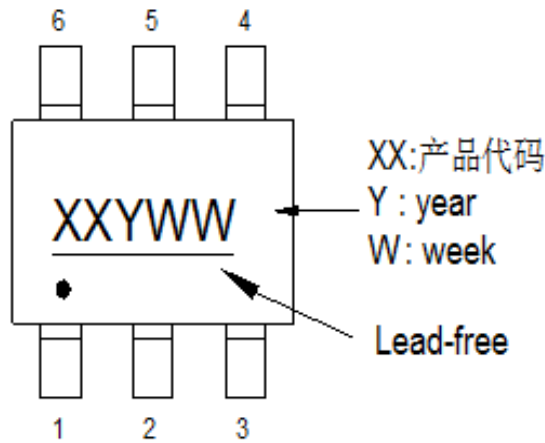 6 5 4
XX:产品代码
Y : year
W: week
XXYWW
Lead-free
1 2 3